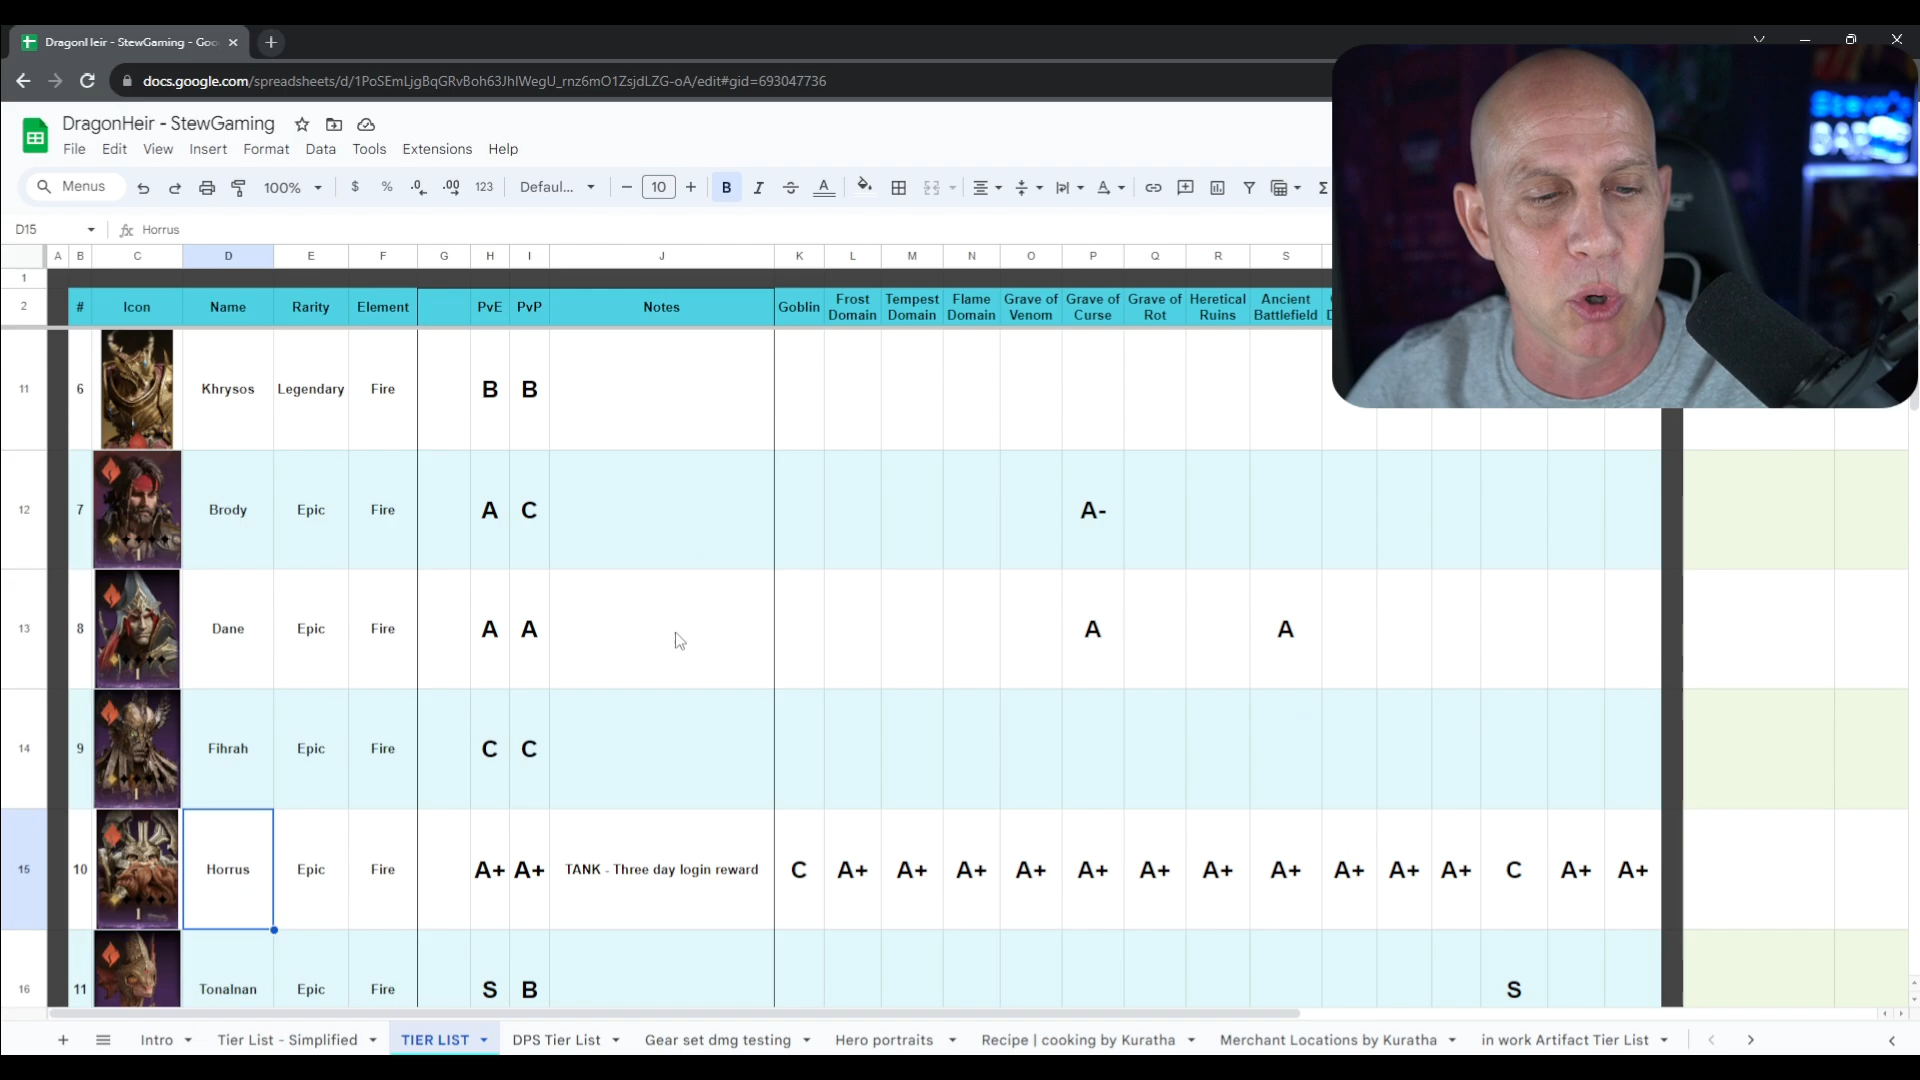 DragonHeir - StewGaming - Goo
docs.google.com/spreadsheets/d/1PoSEmLjgBqGRvBoh63JhlWegU_rnz6mO1ZsjdLZG-oA/edit#gid=693047736
DragonHeir - StewGaming
File Edit View Insert Format Data Tools Extensions Help
Menus 100% $ % .0 .00 123 Defaul... 10 B I A Σ
D15 fx Horrus
A B C D E F G H I J K L M N O P Q R S
1
2 # Icon Name Rarity Element PvE PvP Notes Goblin Frost Domain Tempest Domain Flame Domain Grave of Venom Grave of Curse Grave of Rot Heretical Ruins Ancient Battlefield
11 6 Khrysos Legendary Fire B B
12 7 Brody Epic Fire A C A-
13 8 Dane Epic Fire A A A A
14 9 Fihrah Epic Fire C C
15 10 Horrus Epic Fire A+ A+ TANK - Three day login reward C A+ A+ A+ A+ A+ A+ A+ A+ A+ A+ A+ C A+ A+
16 11 Tonalnan Epic Fire S B S
Intro Tier List - Simplified TIER LIST DPS Tier List Gear set dmg testing Hero portraits Recipe | cooking by Kuratha Merchant Locations by Kuratha in work Artifact Tier List